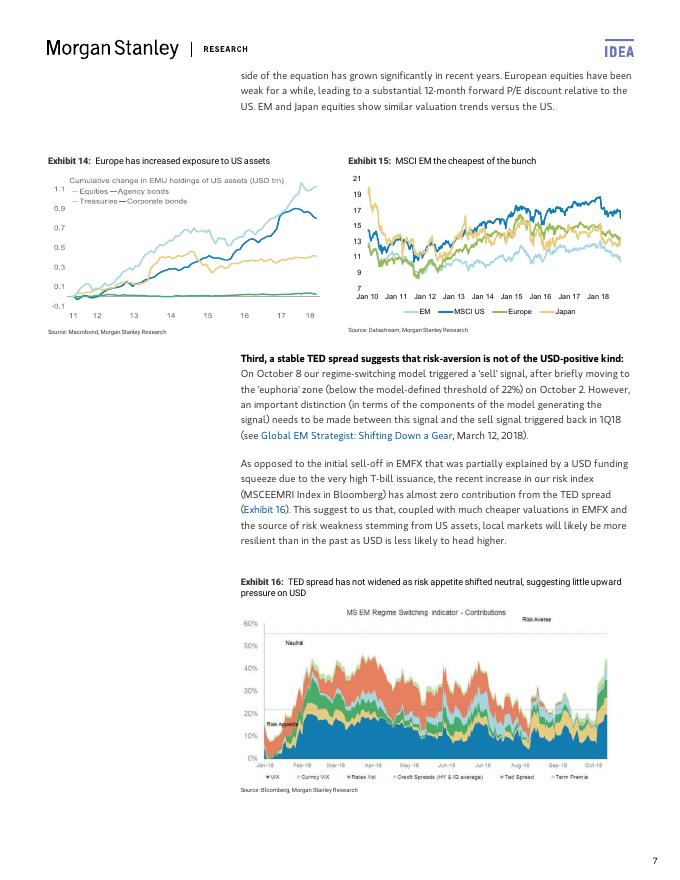 Morgan Stanley | RESEARCH
IDEA
side of the equation has grown significantly in recent years. European equities have been
weak for a while, leading to a substantial 12-month forward P/E discount relative to the
US. EM and Japan equities show similar valuation trends versus the US.
Exhibit 14: Europe has increased exposure to US assets
Cumulative change in EMU holdings of US assets (USD trn)
Equities Agency bonds
Treasuries Corporate bonds
1.1
0.9
0.7
0.5
0.3
0.1
-0.1
11 12 13 14 15 16 17 18
Source: Macrobond, Morgan Stanley Research
Exhibit 15: MSCI EM the cheapest of the bunch
21
19
17
15
13
11
9
7
Jan 10 Jan 11 Jan 12 Jan 13 Jan 14 Jan 15 Jan 16 Jan 17 Jan 18
EM MSCI US Europe Japan
Source: Datastream, Morgan Stanley Research
Third, a stable TED spread suggests that risk-aversion is not of the USD-positive kind:
On October 8 our regime-switching model triggered a 'sell' signal, after briefly moving to
the 'euphoria' zone (below the model-defined threshold of 22%) on October 2. However,
an important distinction (in terms of the components of the model generating the
signal) needs to be made between this signal and the sell signal triggered back in 1Q18
(see Global EM Strategist: Shifting Down a Gear, March 12, 2018).
As opposed to the initial sell-off in EMFX that was partially explained by a USD funding
squeeze due to the very high T-bill issuance, the recent increase in our risk index
(MSCEEMRI Index in Bloomberg) has almost zero contribution from the TED spread
(Exhibit 16). This suggest to us that, coupled with much cheaper valuations in EMFX and
the source of risk weakness stemming from US assets, local markets will likely be more
resilient than in the past as USD is less likely to head higher.
Exhibit 16: TED spread has not widened as risk appetite shifted neutral, suggesting little upward
pressure on USD
MS EM Regime Switching Indicator - Contributions
Risk Averse
Neutral
Risk Appetite
60%
50%
40%
30%
20%
10%
0%
Jan-18 Feb-18 Mar-18 Apr-18 May-18 Jun-18 Jul-18 Aug-18 Sep-18 Oct-18
VIX Curncy VIX Rates Vol Credit Spreads (HY & IG average) Ted Spread Term Premia
Source: Bloomberg, Morgan Stanley Research
7